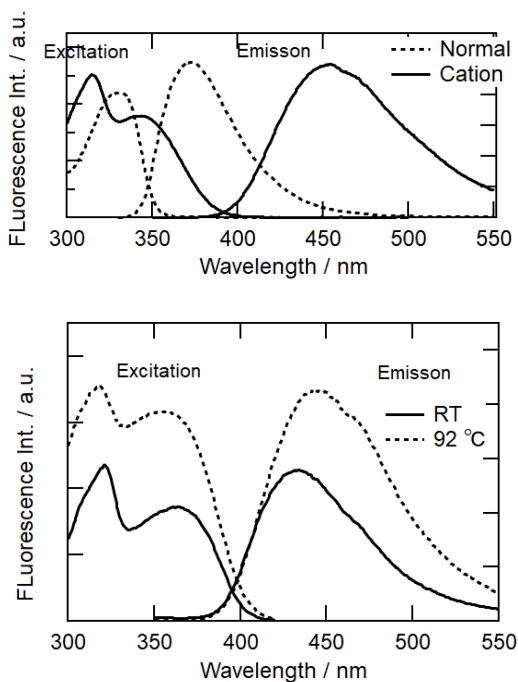 Excitation
Emisson
Normal
Cation
FLuorescence Int. / a.u.
300 350 400 450 500 550
Wavelength / nm
Excitation
Emisson
RT
92 °C
FLuorescence Int. / a.u.
300 350 400 450 500 550
Wavelength / nm